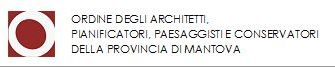 ORDINE DEGLI ARCHITETTI,
PIANIFICATORI, PAESAGGISTI E CONSERVATORI
DELLA PROVINCIA DI MANTOVA